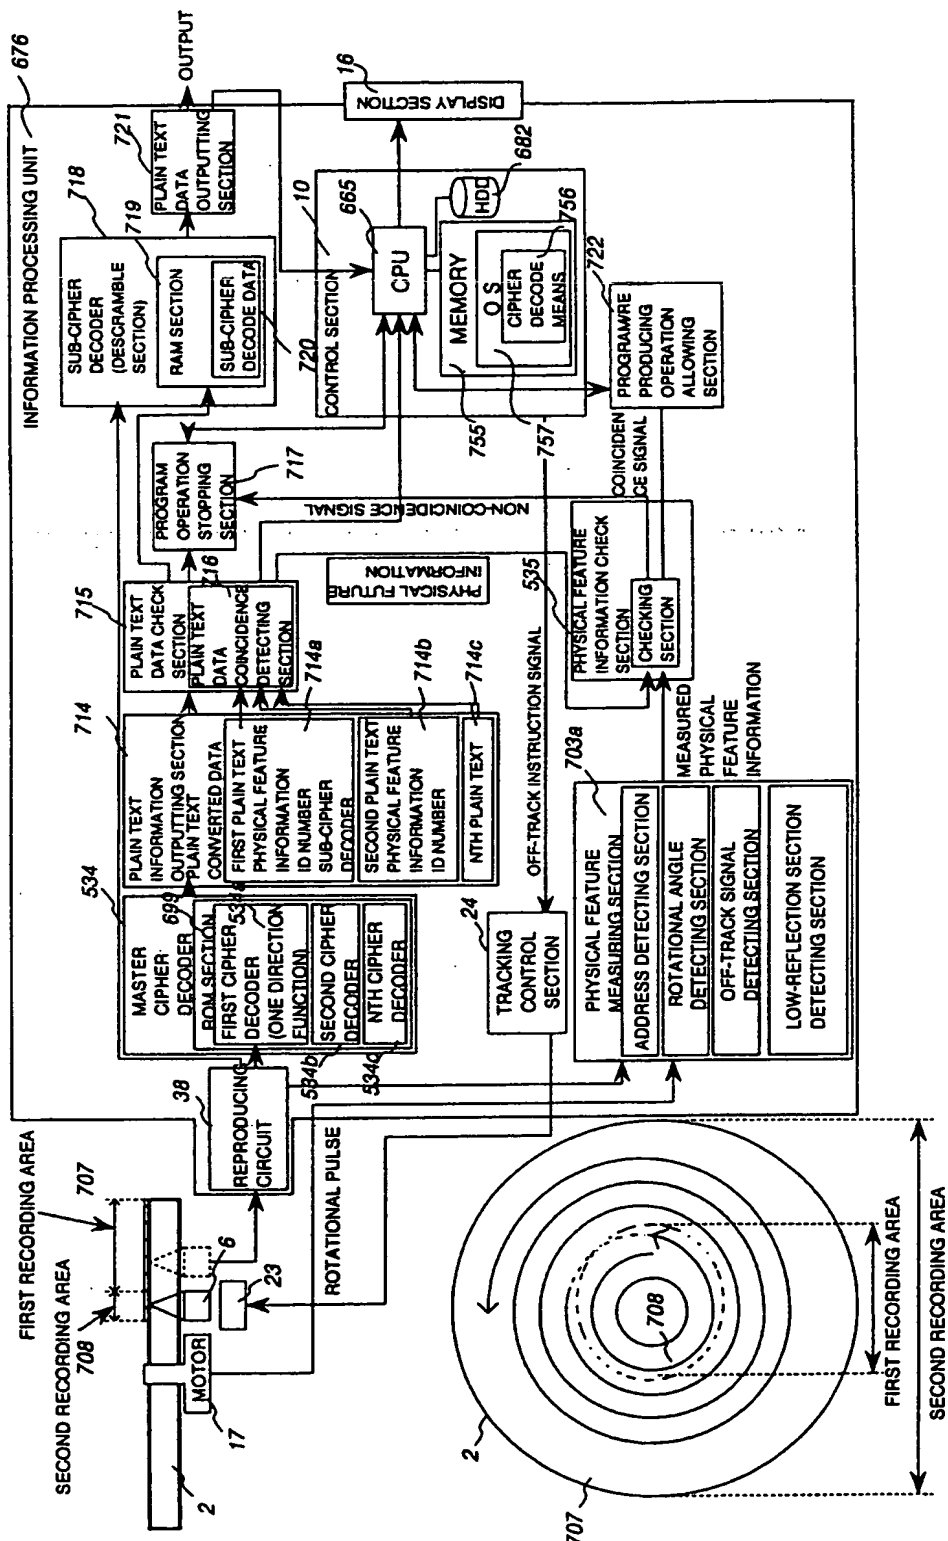 FIRST RECORDING AREA
707
SECOND RECORDING AREA
708
2
17
MOTOR
6
23
ROTATIONAL PULSE
38
REPRODUCING
CIRCUIT
INFORMATION PROCESSING UNIT
676
534
MASTER
CIPHER
DECODER
699
ROM SECTION
534a
FIRST CIPHER
DECODER
(ONE DIRECTION
FUNCTION)
SECOND CIPHER
DECODER
534b
NTH CIPHER
DECODER
534c
714
PLAIN TEXT
INFORMATION
OUTPUTTING SECTION
PLAIN TEXT
CONVERTED DATA
FIRST PLAIN TEXT
PHYSICAL FEATURE
INFORMATION
ID NUMBER
SUB-CIPHER
DECODER
714a
SECOND PLAIN TEXT
PHYSICAL FEATURE
INFORMATION
ID NUMBER
714b
NTH PLAIN TEXT
714c
715
PLAIN TEXT
DATA CHECK
SECTION
716
PLAIN TEXT
DATA
COINCIDENCE
DETECTING
SECTION
PROGRAM
OPERATION
STOPPING
SECTION
717
718
SUB-CIPHER
DECODER
(DESCRAMBLE
SECTION)
719
RAM SECTION
SUB-CIPHER
DECODE DATA
720
721
PLAIN TEXT
DATA
OUTPUTTING
SECTION
OUTPUT
PHYSICAL FUTURE
INFORMATION
NON-COINCIDENCE SIGNAL
10
CONTROL SECTION
665
CPU
16
DISPLAY SECTION
HDD
682
MEMORY
755
O S
757
CIPHER
DECODE
MEANS
756
722
PROGRAWRE
PRODUCING
OPERATION
ALLOWING
SECTION
COINCIDEN
CE SIGNAL
535
PHYSICAL FEATURE
INFORMATION CHECK
SECTION
CHECKING
SECTION
OFF-TRACK INSTRUCTION SIGNAL
24
TRACKING
CONTROL
SECTION
MEASURED
PHYSICAL
FEATURE
INFORMATION
703a
PHYSICAL FEATURE
MEASURING SECTION
ADDRESS DETECTING SECTION
ROTATIONAL ANGLE
DETECTING SECTION
OFF-TRACK SIGNAL
DETECTING SECTION
LOW-REFLECTION SECTION
DETECTING SECTION
2
707
708
FIRST RECORDING AREA
SECOND RECORDING AREA